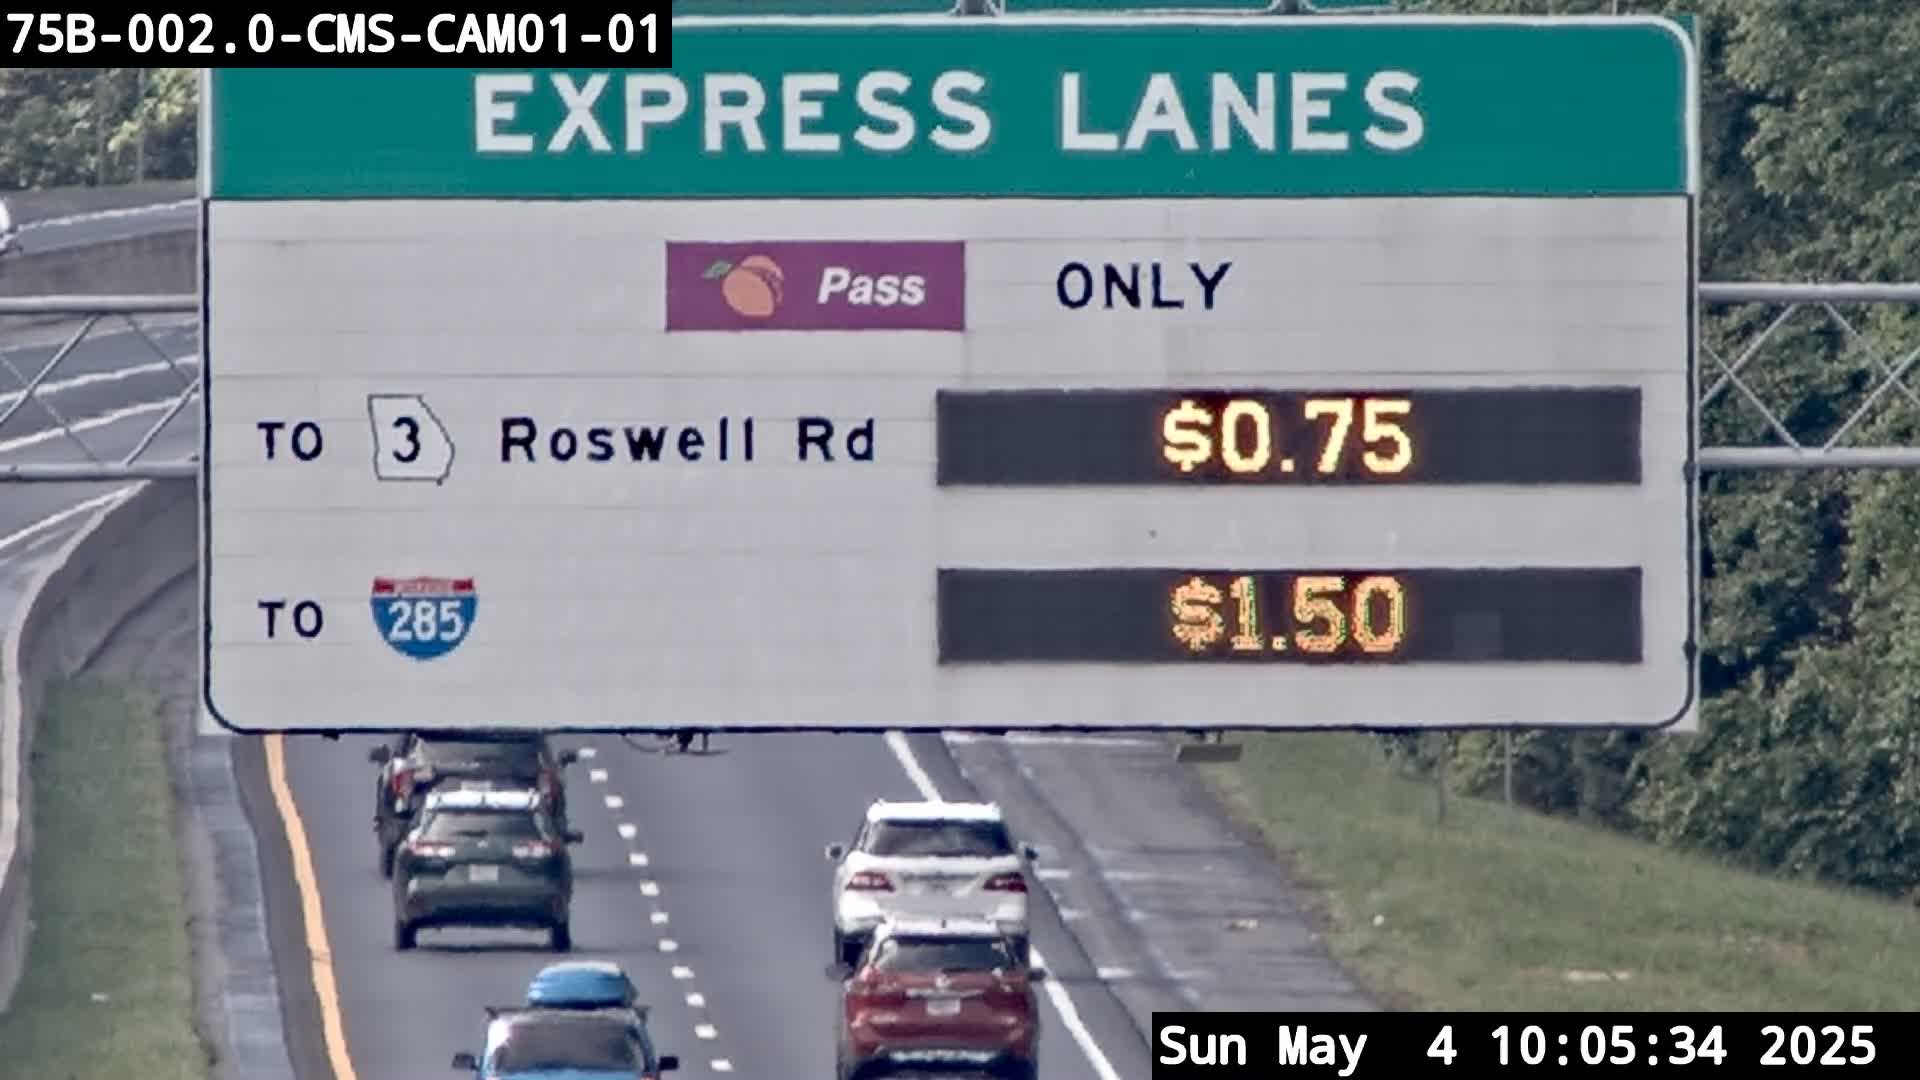 75B-002.0-CMS-CAM01-01
EXPRESS LANES
Pass ONLY
TO 3 Roswell Rd $0.75
TO 285 $1.50
Sun May 4 10:05:34 2025